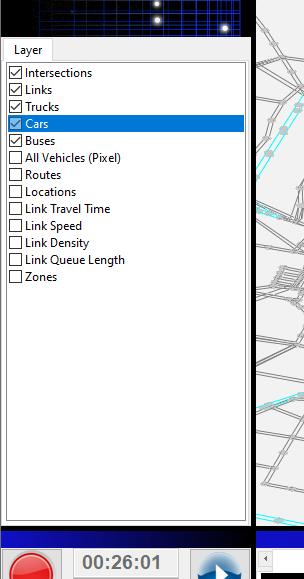 Layer
Intersections
Links
Trucks
Cars
Buses
All Vehicles (Pixel)
Routes
Locations
Link Travel Time
Link Speed
Link Density
Link Queue Length
Zones
00:26:01